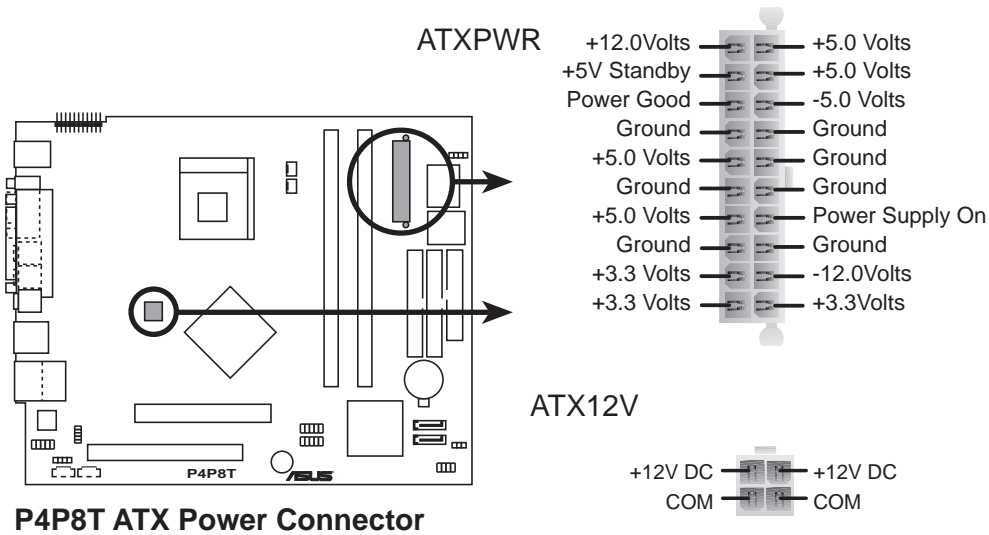 ATXPWR
+12.0Volts +5.0 Volts
+5V Standby +5.0 Volts
Power Good -5.0 Volts
Ground Ground
+5.0 Volts Ground
Ground Ground
+5.0 Volts Power Supply On
Ground Ground
+3.3 Volts -12.0Volts
+3.3 Volts +3.3Volts
ATX12V
+12V DC +12V DC
COM COM
P4P8T ASUS
P4P8T ATX Power Connector